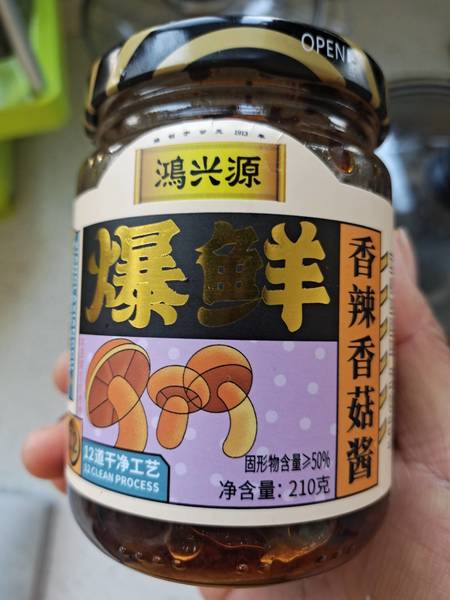 OPEN
1913
鴻兴源
爆鲜
香辣香菇酱
12道干净工艺
12 CLEAN PROCESS
固形物含量≥50%
净含量：210克